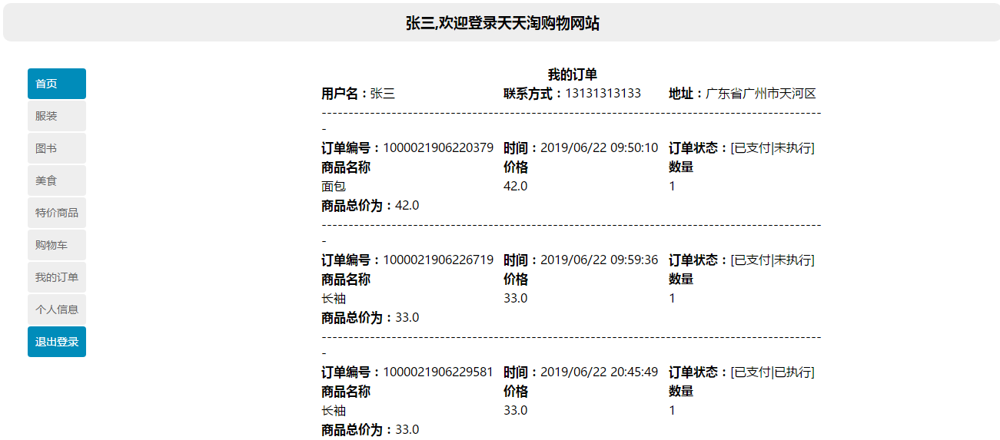 张三,欢迎登录天天淘购物网站
首页
服装
图书
美食
特价商品
购物车
我的订单
个人信息
退出登录
我的订单
用户名：张三 联系方式：13131313133 地址：广东省广州市天河区
---------------------------------------------------------------------------------------------
-
订单编号：1000021906220379 时间：2019/06/22 09:50:10 订单状态：[已支付|未执行]
商品名称 价格 数量
面包 42.0 1
商品总价为：42.0
---------------------------------------------------------------------------------------------
-
订单编号：1000021906226719 时间：2019/06/22 09:59:36 订单状态：[已支付|未执行]
商品名称 价格 数量
长袖 33.0 1
商品总价为：33.0
---------------------------------------------------------------------------------------------
-
订单编号：1000021906229581 时间：2019/06/22 20:45:49 订单状态：[已支付|已执行]
商品名称 价格 数量
长袖 33.0 1
商品总价为：33.0